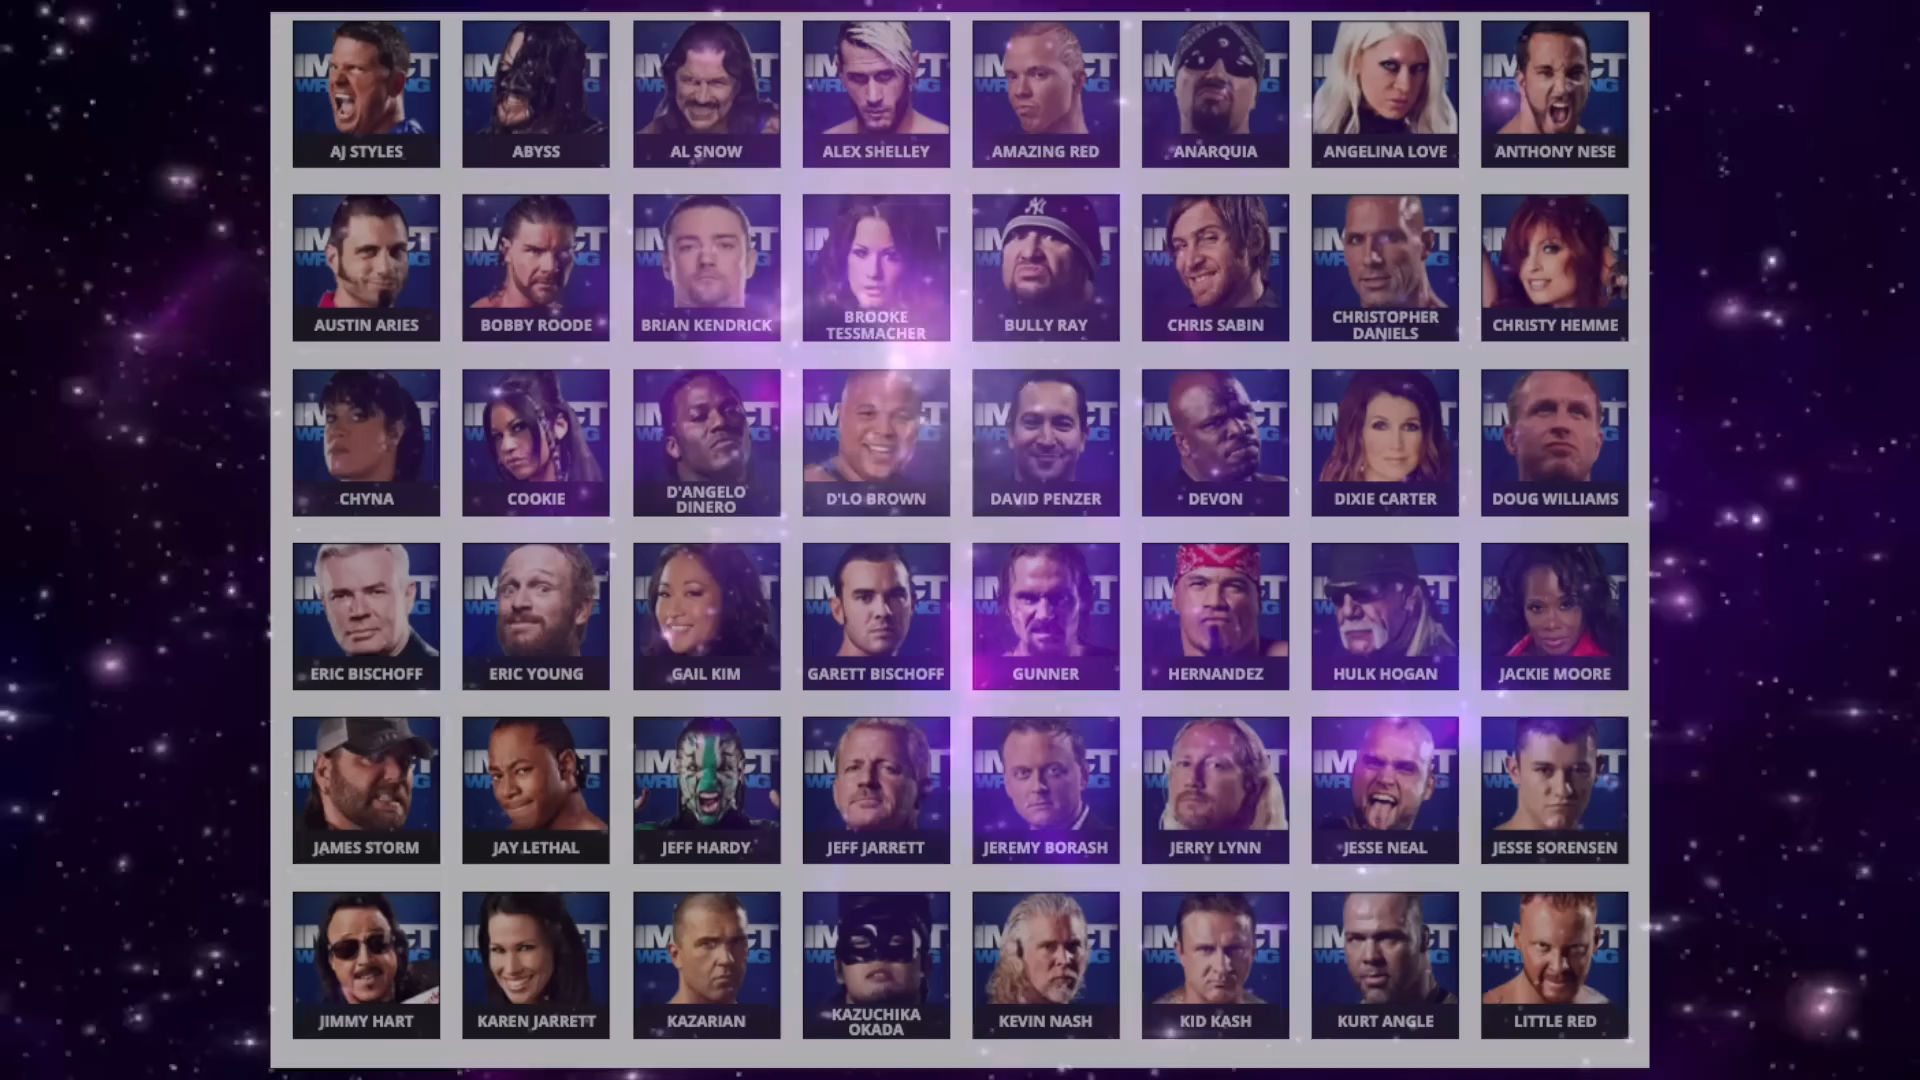 AJ STYLES
ABYSS
AL SNOW
ALEX SHELLEY
AMAZING RED
ANARQUIA
ANGELINA LOVE
ANTHONY NESE
AUSTIN ARIES
BOBBY ROODE
BRIAN KENDRICK
BROOKE
TESSMACHER
BULLY RAY
CHRIS SABIN
CHRISTOPHER
DANIELS
CHRISTY HEMME
CHYNA
COOKIE
D'ANGELO
DINERO
D'LO BROWN
DAVID PENZER
DEVON
DIXIE CARTER
DOUG WILLIAMS
ERIC BISCHOFF
ERIC YOUNG
GAIL KIM
GARETT BISCHOFF
GUNNER
HERNANDEZ
HULK HOGAN
JACKIE MOORE
JAMES STORM
JAY LETHAL
JEFF HARDY
JEFF JARRETT
JEREMY BORASH
JERRY LYNN
JESSE NEAL
JESSE SORENSEN
JIMMY HART
KAREN JARRETT
KAZARIAN
KAZUCHIKA
OKADA
KEVIN NASH
KID KASH
KURT ANGLE
LITTLE RED